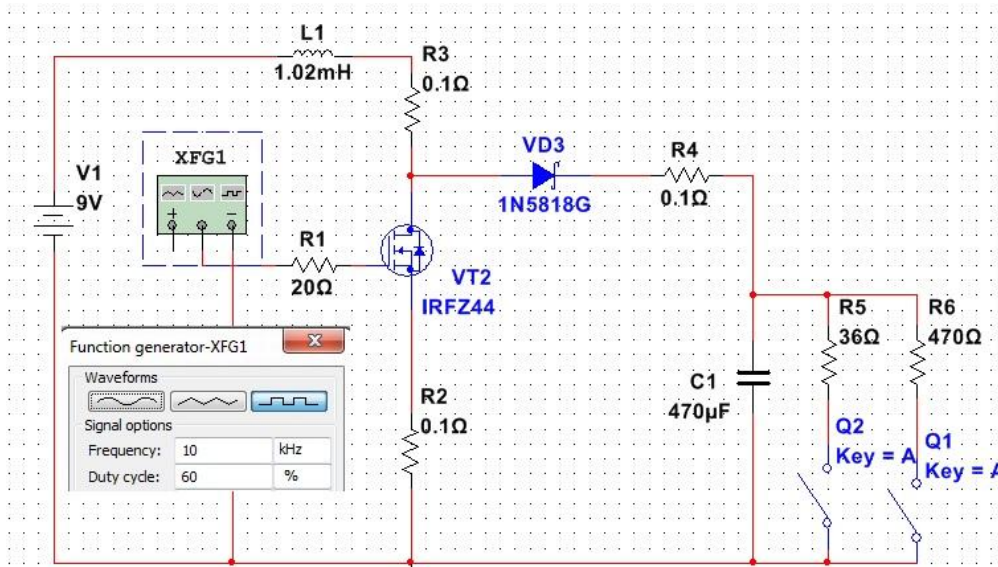 L1
1.02mH
R3
0.1Ω
V1
9V
XFG1
+
−
R1
20Ω
VT2
IRFZ44
VD3
1N5818G
R4
0.1Ω
R2
0.1Ω
C1
470µF
R5
36Ω
R6
470Ω
Q2
Key = A
Q1
Key = A
Function generator-XFG1
x
Waveforms
Signal options
Frequency: 10 kHz
Duty cycle: 60 %